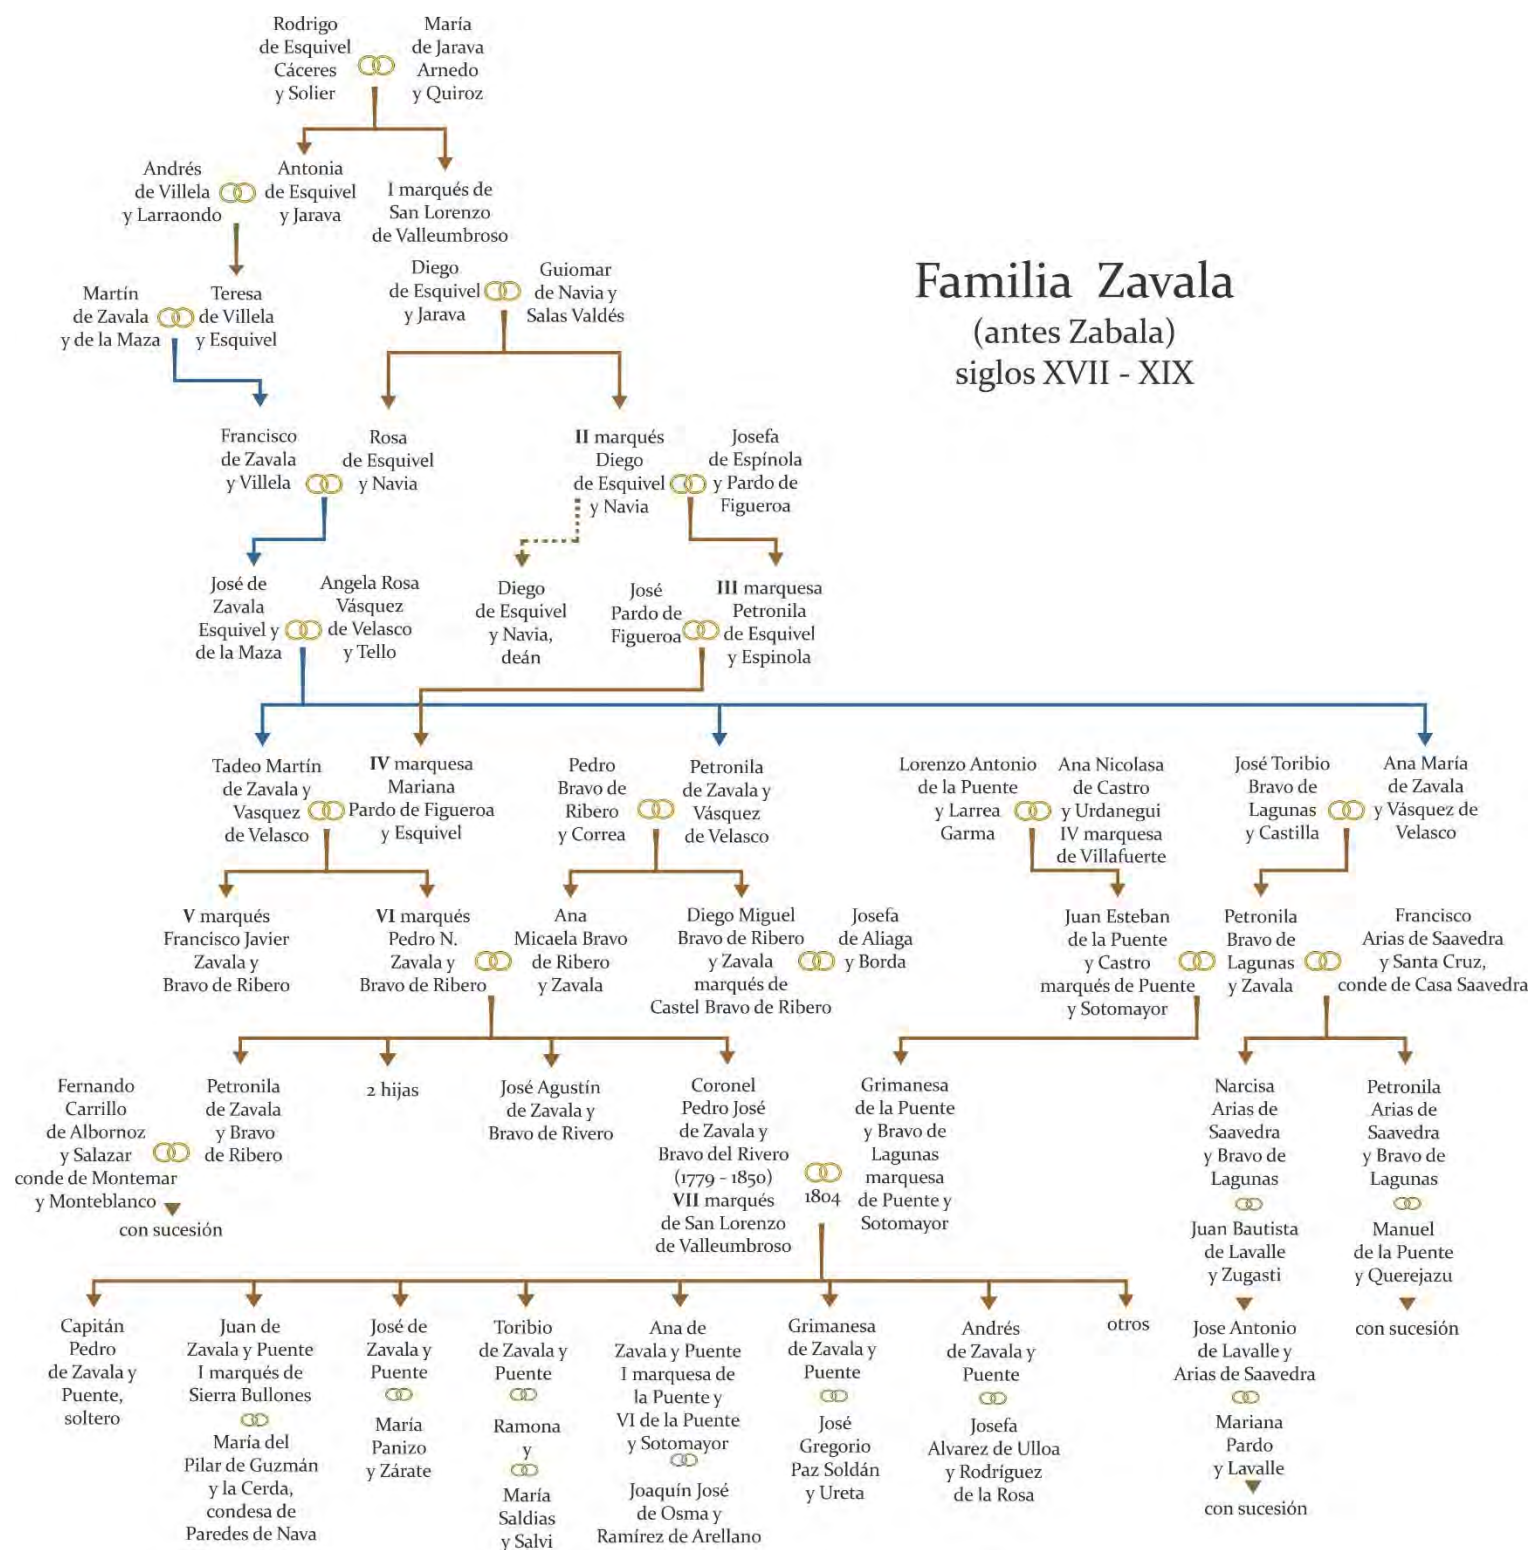 Rodrigo
de Esquivel
Cáceres
y Solier
María
de Jarava
Arnedo
y Quiroz
Andrés
de Villela
y Larraondo
Antonia
de Esquivel
y Jarava
I marqués de
San Lorenzo
de Valleumbroso
Diego
de Esquivel
y Jarava
Guiomar
de Navia y
Salas Valdés
Familia Zavala
(antes Zabala)
siglos XVII - XIX
Martín
de Zavala
y de la Maza
Teresa
de Villela
y Esquivel
Francisco
de Zavala
y Villela
Rosa
de Esquivel
y Navia
II marqués
Diego
de Esquivel
y Navia
Josefa
de Espínola
y Pardo de
Figueroa
José de
Zavala
Esquivel y
de la Maza
Angela Rosa
Vásquez
de Velasco
y Tello
Diego
de Esquivel
y Navia,
deán
José
Pardo de
Figueroa
III marquesa
Petronila
de Esquivel
y Espinola
Tadeo Martín
de Zavala y
Vasquez
de Velasco
IV marquesa
Mariana
Pardo de Figueroa
y Esquivel
Pedro
Bravo de
Ribero
y Correa
Petronila
de Zavala y
Vásquez
de Velasco
Lorenzo Antonio
de la Puente
y Larrea
Garma
Ana Nicolasa
de Castro
y Urdanegui
IV marquesa
de Villafuerte
José Toribio
Bravo de
Lagunas
y Castilla
Ana María
de Zavala
y Vásquez de
Velasco
V marqués
Francisco Javier
Zavala y
Bravo de Ribero
VI marqués
Pedro N.
Zavala y
Bravo de Ribero
Ana
Micaela Bravo
de Ribero
y Zavala
Diego Miguel
Bravo de Ribero
y Zavala
marqués de
Castel Bravo de Ribero
Josefa
de Aliaga
y Borda
Juan Esteban
de la Puente
y Castro
marqués de Puente
y Sotomayor
Petronila
Bravo de
Lagunas
y Zavala
Francisco
Arias de Saavedra
y Santa Cruz,
conde de Casa Saavedra
Fernando
Carrillo
de Albornoz
y Salazar
conde de Montemar
y Monteblanco
con sucesión
Petronila
de Zavala
y Bravo
de Ribero
2 hijas
José Agustín
de Zavala y
Bravo de Rivero
Coronel
Pedro José
de Zavala y
Bravo del Rivero
(1779 - 1850)
VII marqués
de San Lorenzo
de Valleumbroso
1804
Grimanesa
de la Puente
y Bravo de
Lagunas
marquesa
de Puente y
Sotomayor
Narcisa
Arias de
Saavedra
y Bravo de
Lagunas
Juan Bautista
de Lavalle
y Zugasti
Petronila
Arias de
Saavedra
y Bravo de
Lagunas
Manuel
de la Puente
y Querejazu
Capitán
Pedro
de Zavala y
Puente,
soltero
Juan de
Zavala y Puente
I marqués de
Sierra Bullones
María del
Pilar de Guzmán
y la Cerda,
condesa de
Paredes de Nava
José de
Zavala y
Puente
María
Panizo
y Zárate
Toribio
de Zavala y
Puente
Ramona
y
María
Saldias
y Salvi
Ana de
Zavala y Puente
I marquesa de
la Puente y
VI de la Puente
y Sotomayor
Joaquín José
de Osma y
Ramírez de Arellano
Grimanesa
de Zavala y
Puente
José
Gregorio
Paz Soldán
y Ureta
Andrés
de Zavala y
Puente
Josefa
Alvarez de Ulloa
y Rodríguez
de la Rosa
otros
Jose Antonio
de Lavalle y
Arias de Saavedra
Mariana
Pardo
y Lavalle
con sucesión
con sucesión